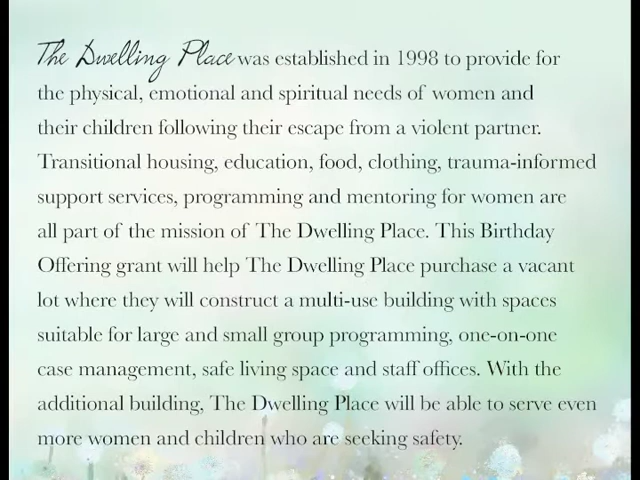 The Dwelling Place was established in 1998 to provide for
the physical, emotional and spiritual needs of women and
their children following their escape from a violent partner.
Transitional housing, education, food, clothing, trauma-informed
support services, programming and mentoring for women are
all part of the mission of The Dwelling Place. This Birthday
Offering grant will help The Dwelling Place purchase a vacant
lot where they will construct a multi-use building with spaces
suitable for large and small group programming, one-on-one
case management, safe living space and staff offices. With the
additional building, The Dwelling Place will be able to serve even
more women and children who are seeking safety.